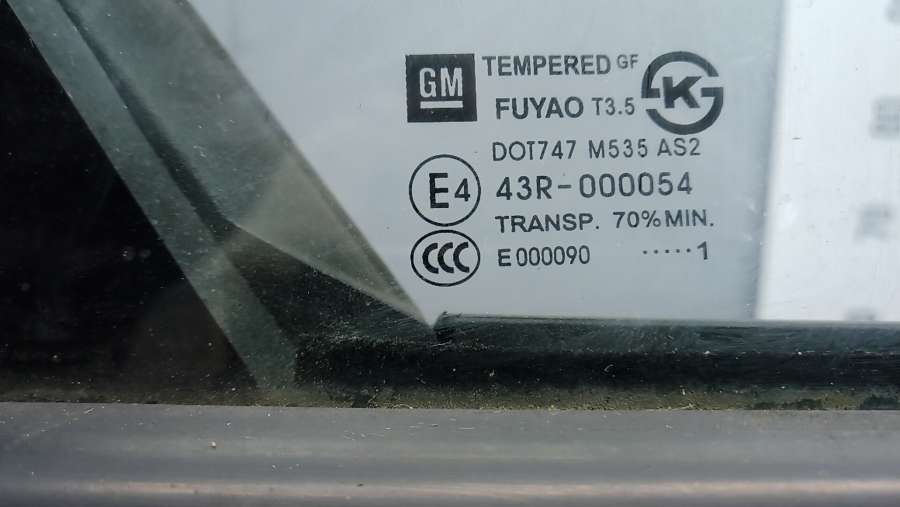 GM TEMPERED GF
FUYAO T3.5 K
DOT747 M535 AS2
E4 43R-000054
TRANSP. 70% MIN.
CCC E000090 ·····1